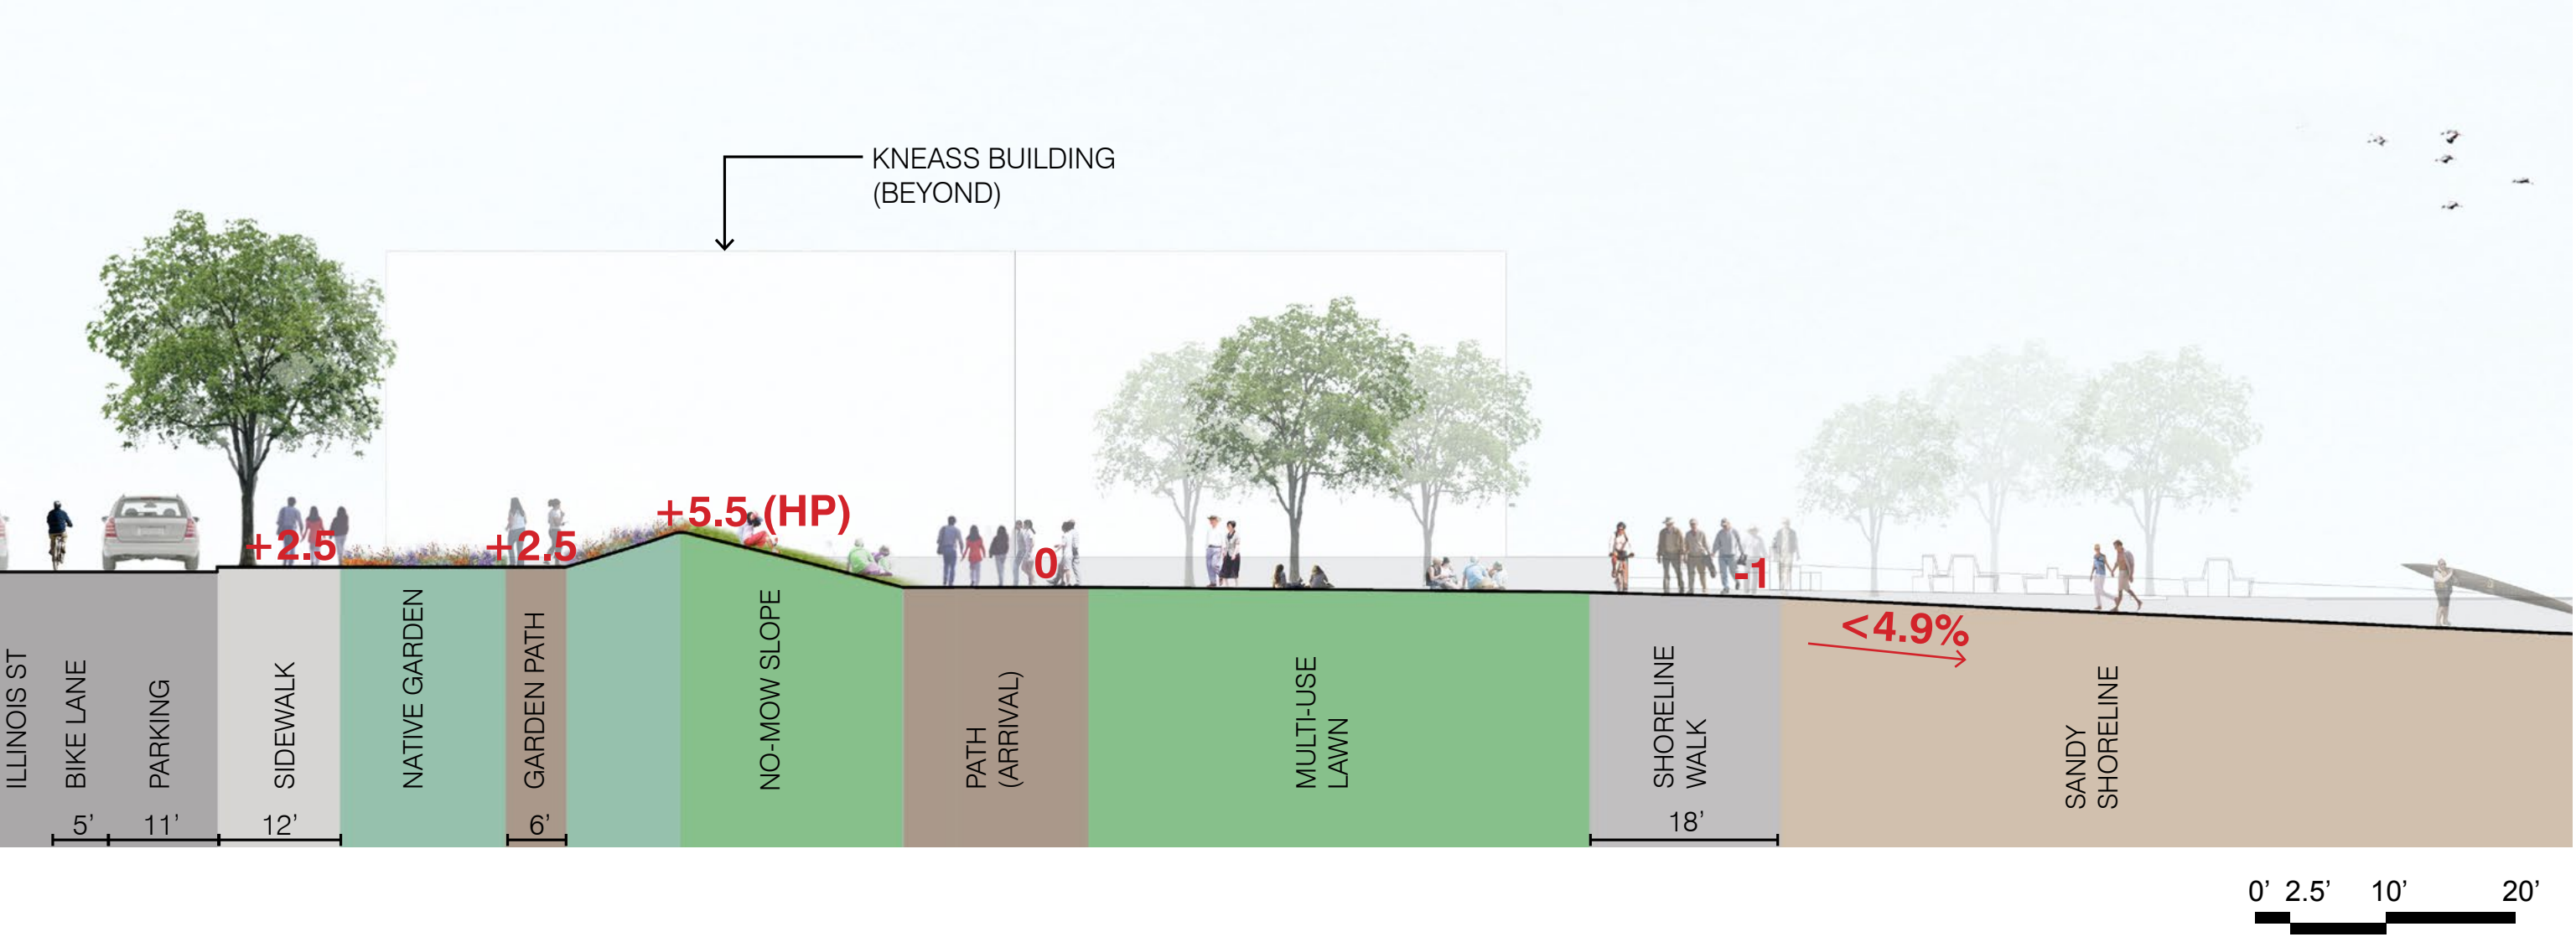 KNEASS BUILDING
(BEYOND)
+5.5 (HP)
+2.5
+2.5
0
-1
<4.9%
ILLINOIS ST
BIKE LANE
PARKING
SIDEWALK
NATIVE GARDEN
GARDEN PATH
NO-MOW SLOPE
PATH
(ARRIVAL)
MULTI-USE
LAWN
SHORELINE
WALK
SANDY
SHORELINE
5’
11’
12’
6’
18’
0’ 2.5’ 10’ 20’